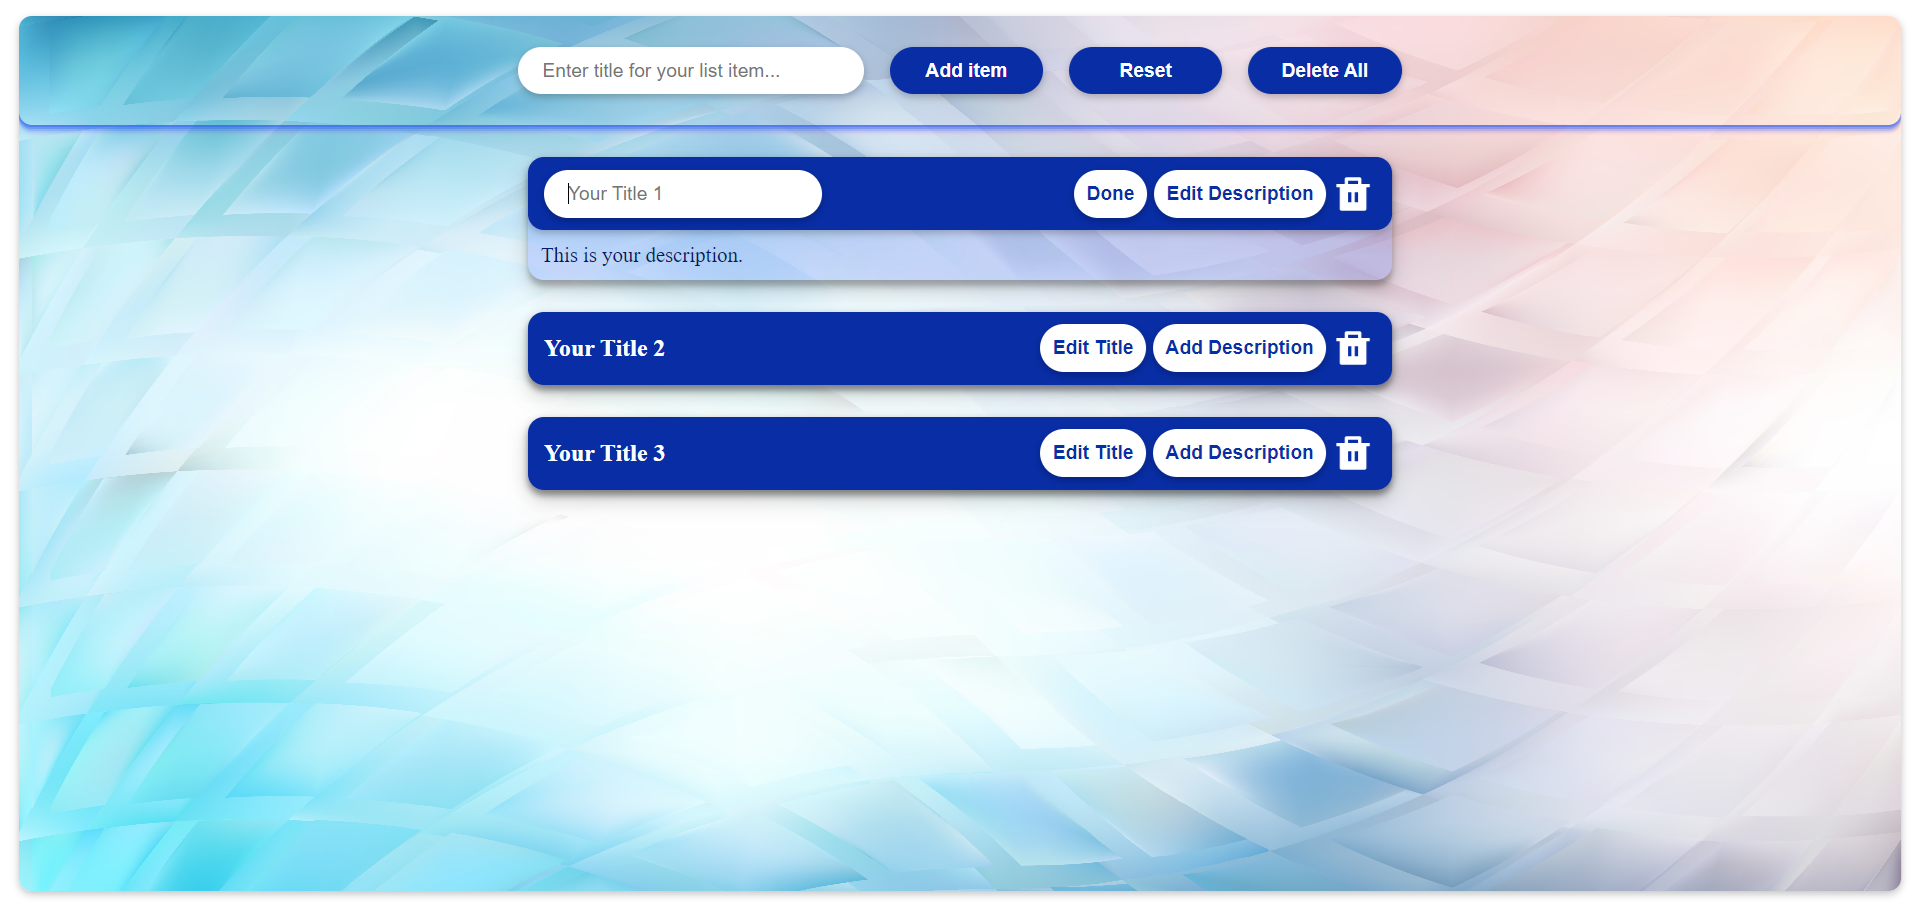 Enter title for your list item... Add item Reset Delete All
Your Title 1 Done Edit Description
This is your description.
Your Title 2 Edit Title Add Description
Your Title 3 Edit Title Add Description